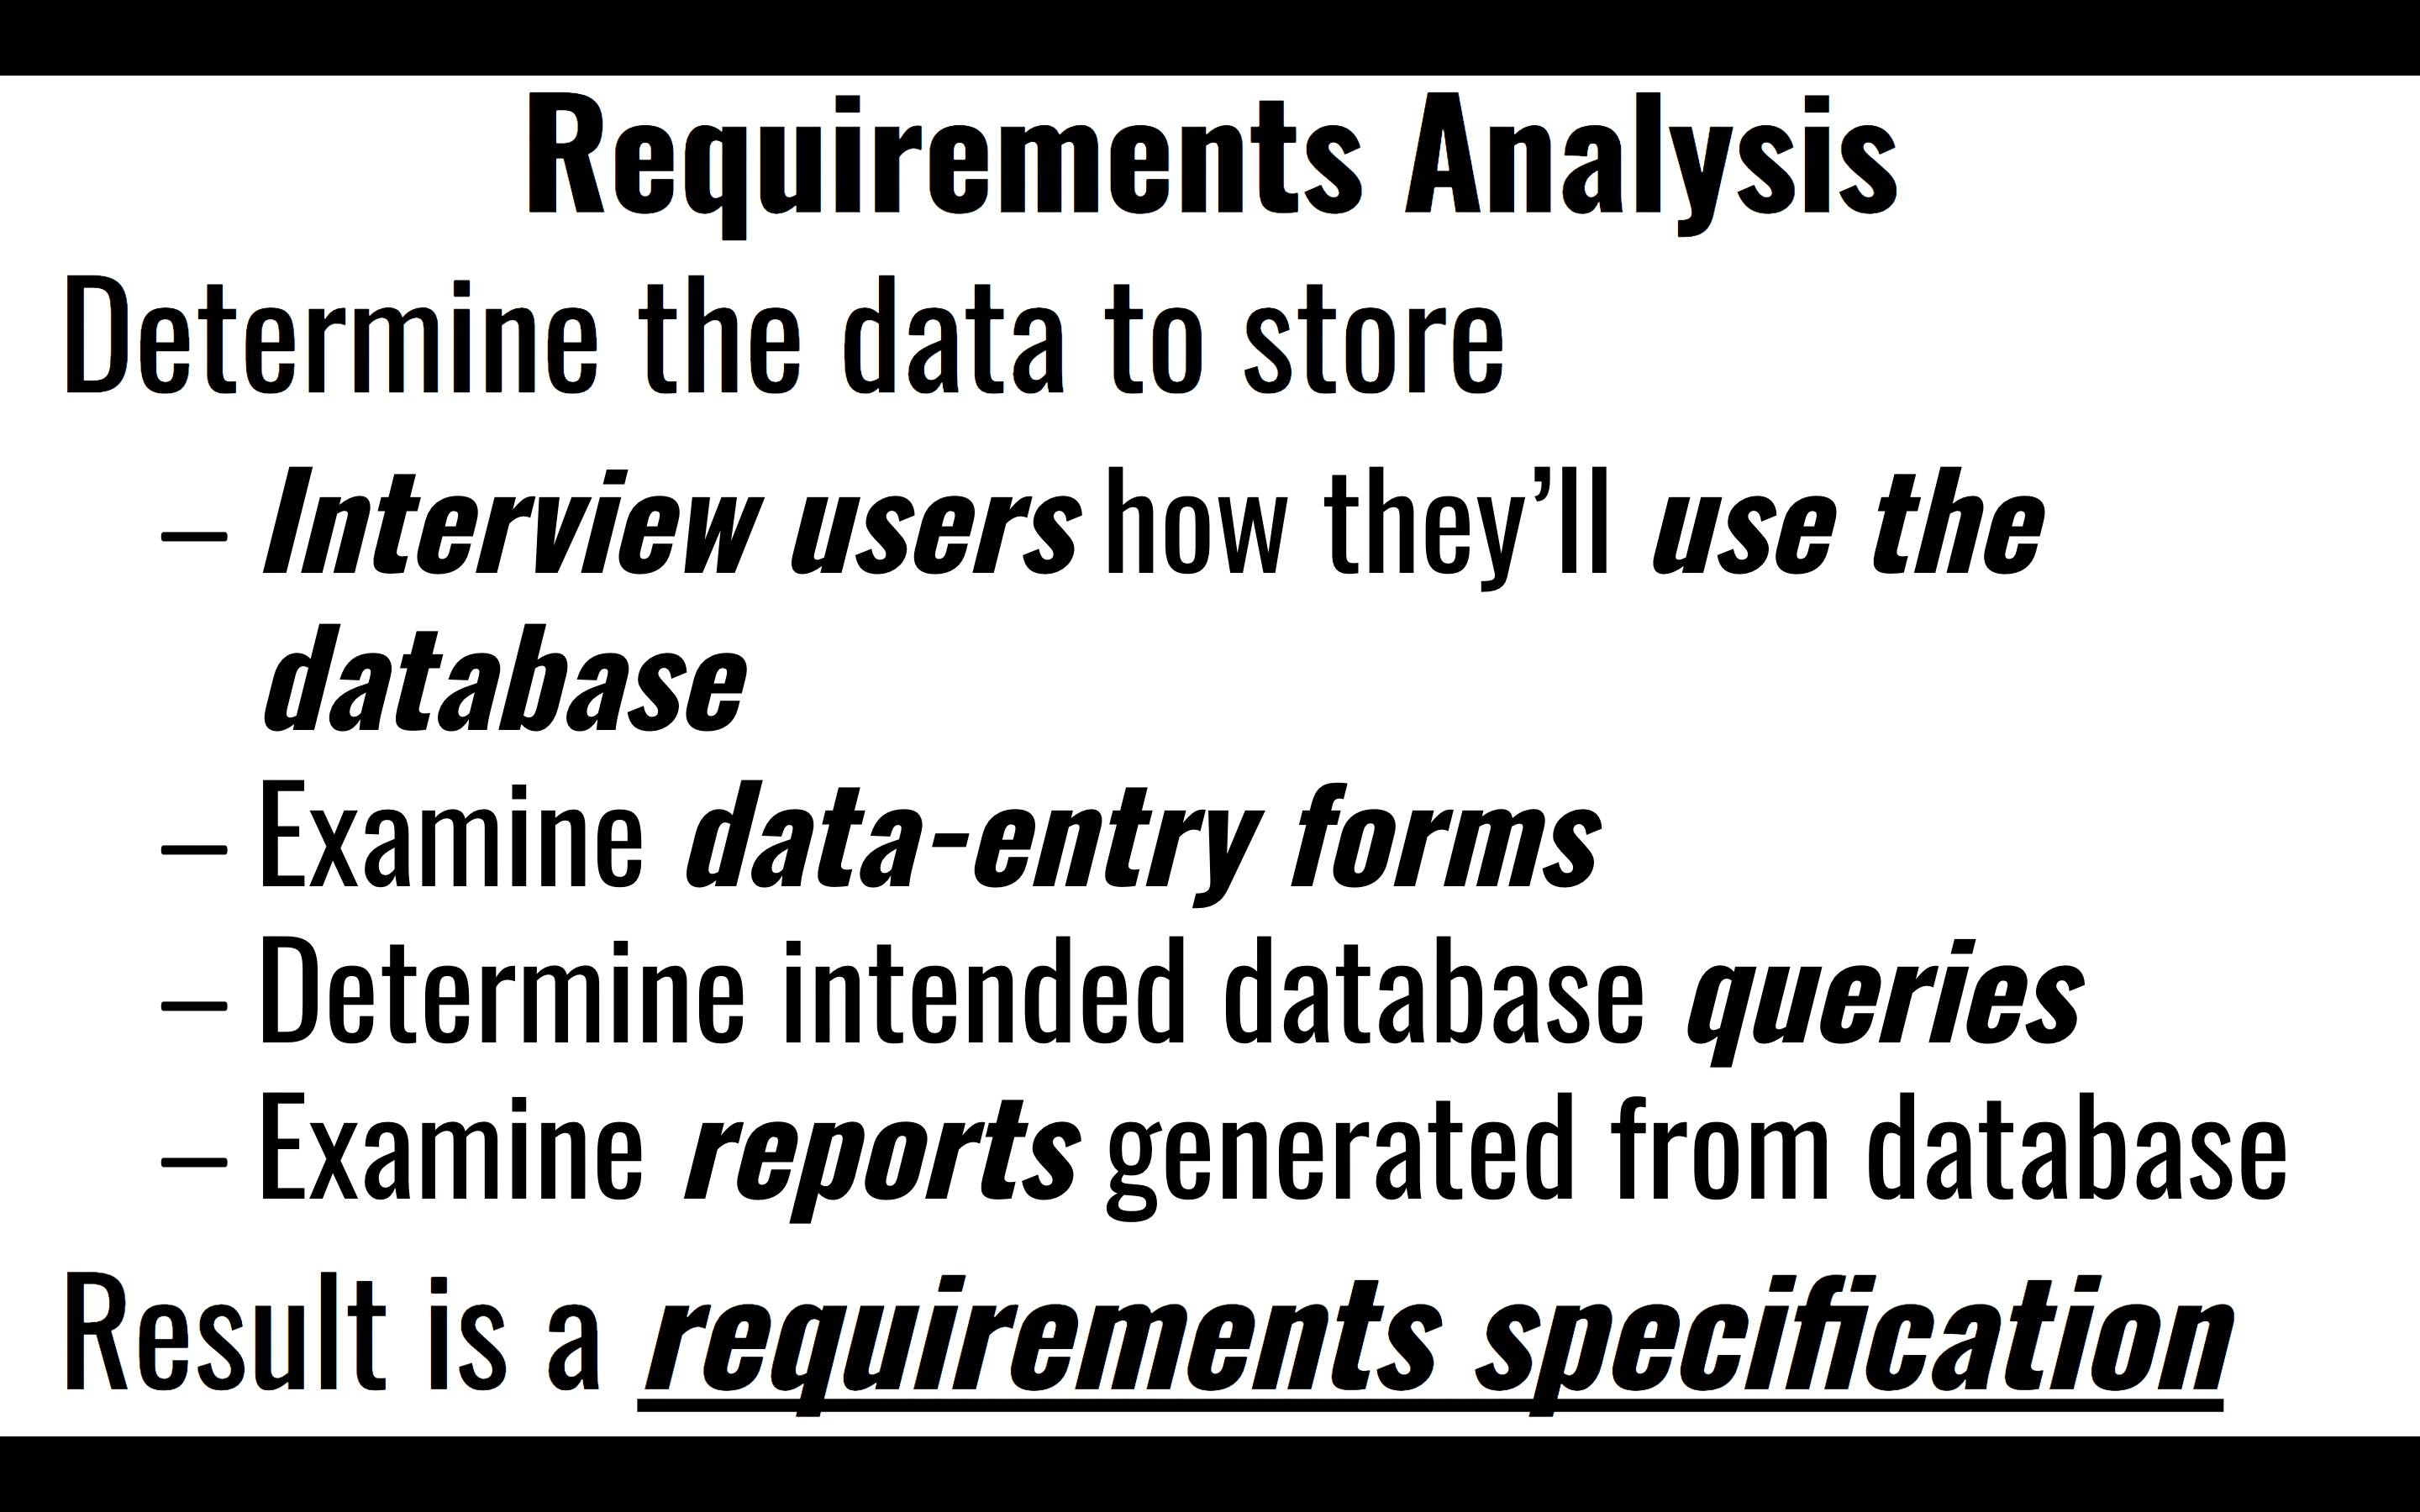 Requirements Analysis
Determine the data to store
– Interview users how they’ll use the
database
– Examine data-entry forms
– Determine intended database queries
– Examine reports generated from database
Result is a requirements specification